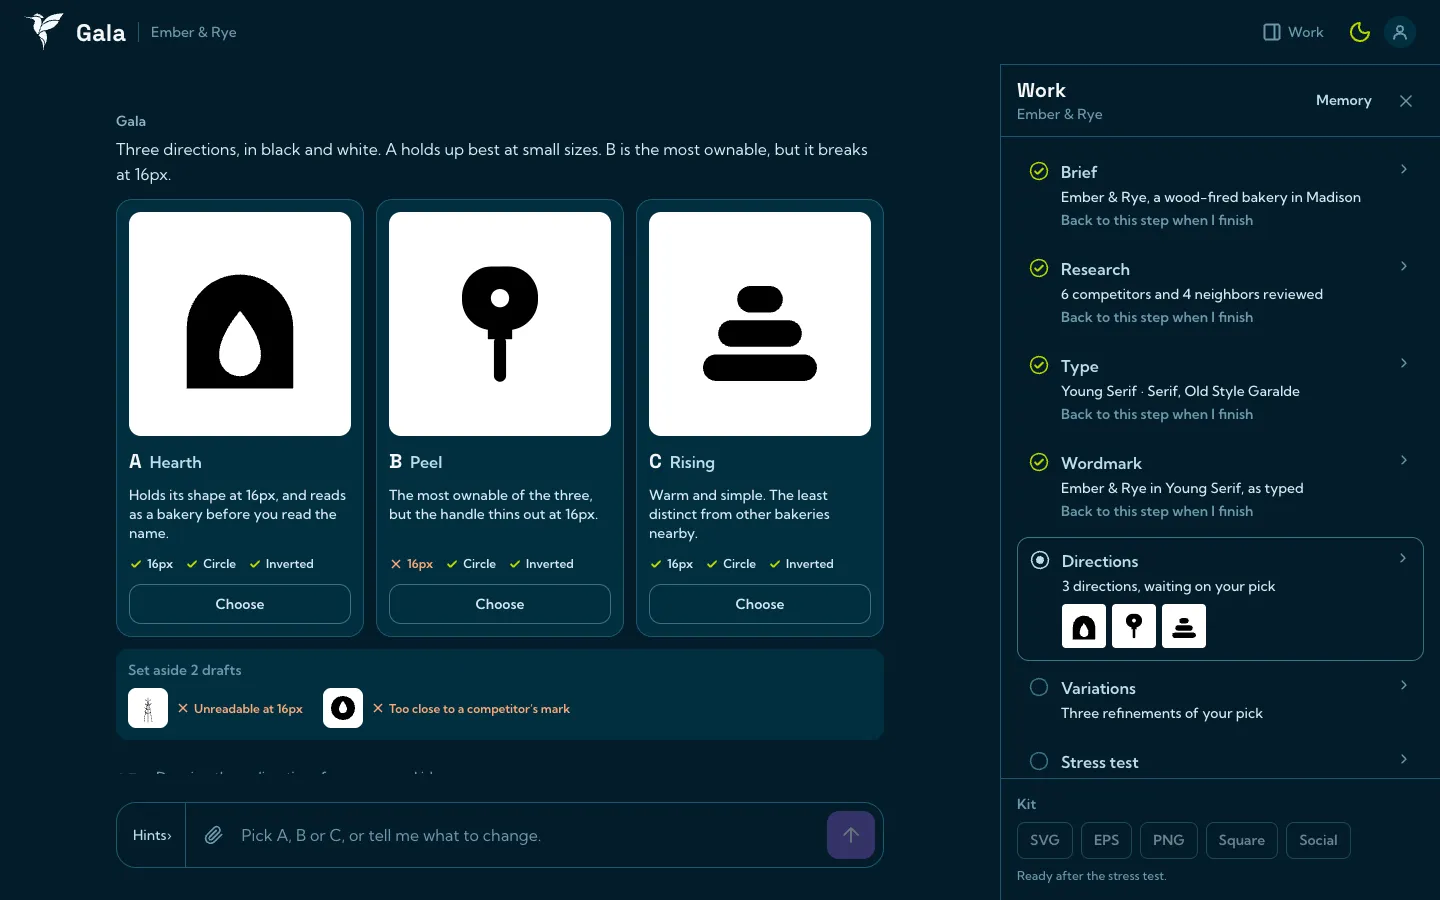 Gala
Ember & Rye
Work
Gala
Three directions, in black and white. A holds up best at small sizes. B is the most ownable, but it breaks
at 16px.
A Hearth
Holds its shape at 16px, and reads
as a bakery before you read the
name.
16px Circle Inverted
Choose
B Peel
The most ownable of the three,
but the handle thins out at 16px.
16px Circle Inverted
Choose
C Rising
Warm and simple. The least
distinct from other bakeries
nearby.
16px Circle Inverted
Choose
Set aside 2 drafts
Unreadable at 16px
Too close to a competitor's mark
Hints›
Pick A, B or C, or tell me what to change.
Work
Ember & Rye
Memory
Brief
Ember & Rye, a wood-fired bakery in Madison
Back to this step when I finish
Research
6 competitors and 4 neighbors reviewed
Back to this step when I finish
Type
Young Serif · Serif, Old Style Garalde
Back to this step when I finish
Wordmark
Ember & Rye in Young Serif, as typed
Back to this step when I finish
Directions
3 directions, waiting on your pick
Variations
Three refinements of your pick
Stress test
Kit
SVG
EPS
PNG
Square
Social
Ready after the stress test.